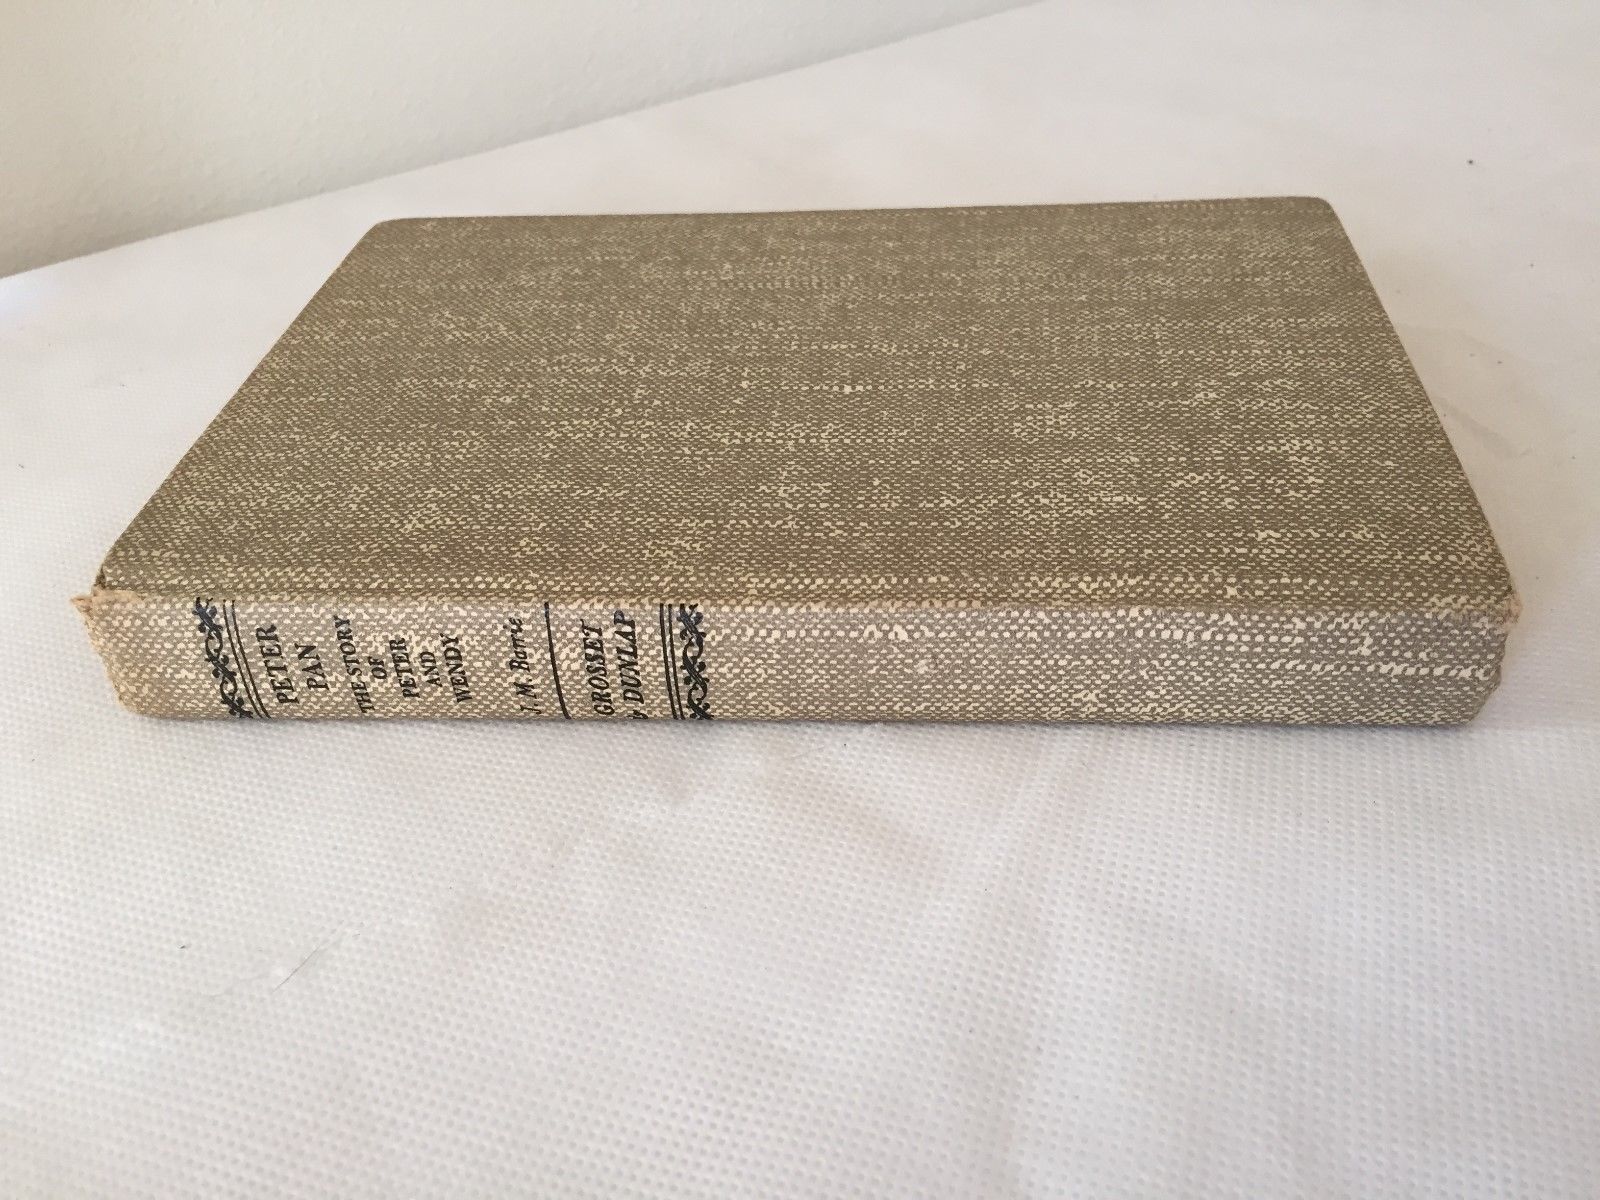 PETER
PAN
THE STORY
OF
PETER
AND
WENDY
J. M. Barrie
GROSSET
& DUNLAP